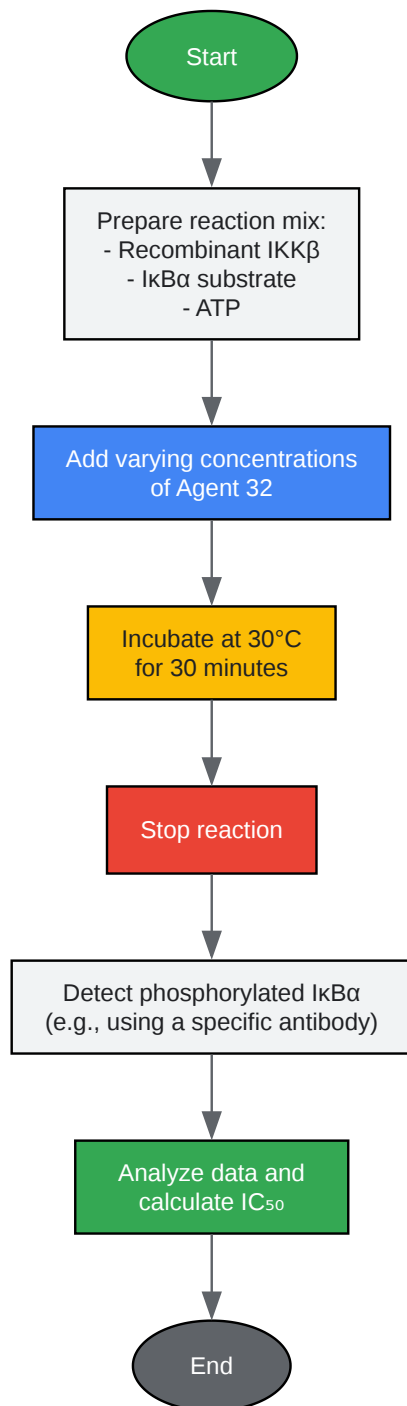 Start
Prepare reaction mix:
- Recombinant IKKβ
- IκBα substrate
- ATP
Add varying concentrations
of Agent 32
Incubate at 30°C
for 30 minutes
Stop reaction
Detect phosphorylated IκBα
(e.g., using a specific antibody)
Analyze data and
calculate IC₅₀
End